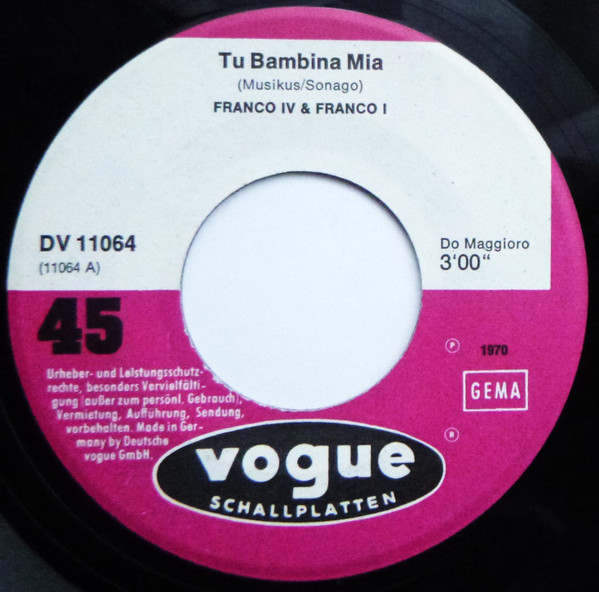 Tu Bambina Mia
(Musikus/Sonago)
FRANCO IV & FRANCO I
DV 11064
(11064 A)
Do Maggioro
3'00"
45
Urheber- und Leistungsschutz-
rechte, besonders Vervielfälti-
gung (außer zum persönl. Gebrauch),
Vermietung, Aufführung, Sendung,
vorbehalten. Made in Ger-
many by Deutsche
vogue GmbH.
P 1970
GEMA
R
vogue
SCHALLPLATTEN